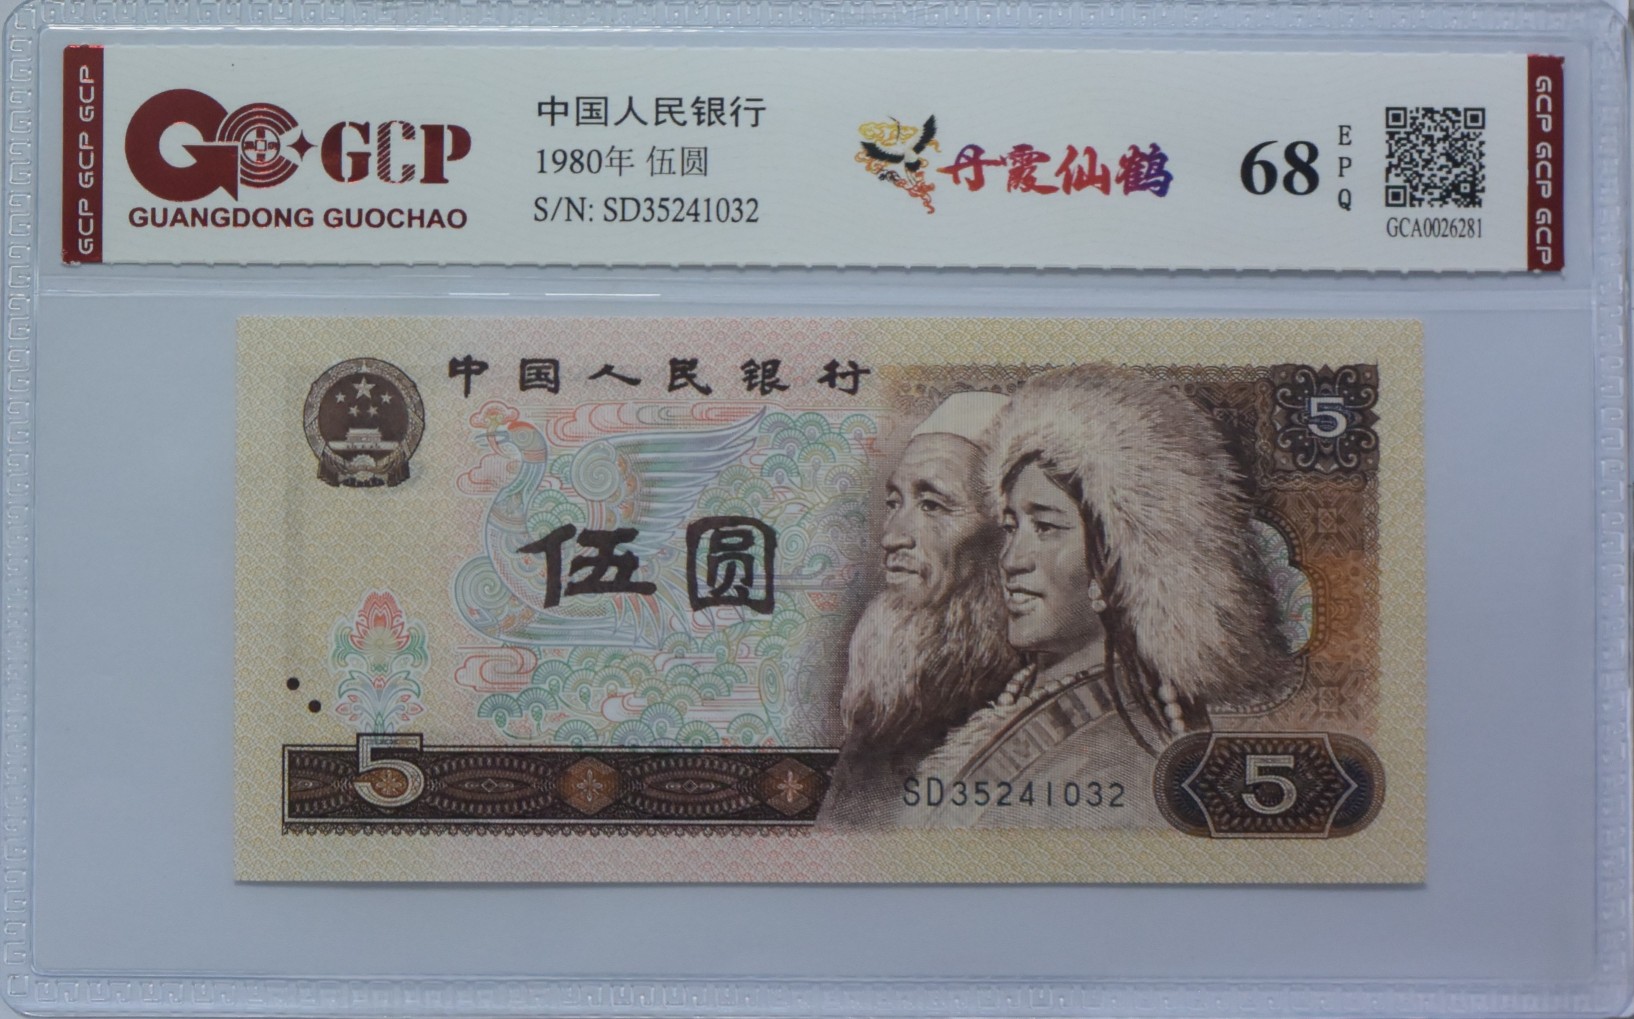 GCP GCP GCP
GCP
GUANGDONG GUOCHAO
中国人民银行
1980年 伍圆
S/N: SD35241032
丹霞仙鹤
68
EPQ
GCA0026281
GCP GCP GCP
中国人民银行
5
伍圆
5
SD35241032
5